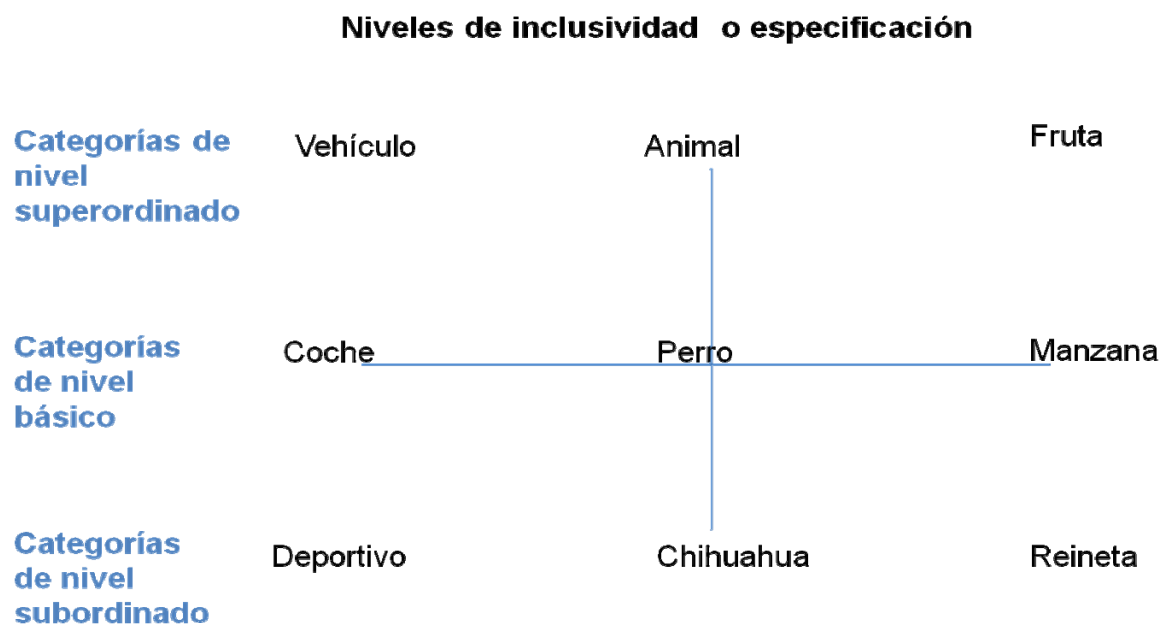 Niveles de inclusividad o especificación
Categorías de
nivel
superordinado
Vehículo
Animal
Fruta
Categorías
de nivel
básico
Coche
Perro
Manzana
Categorías
de nivel
subordinado
Deportivo
Chihuahua
Reineta